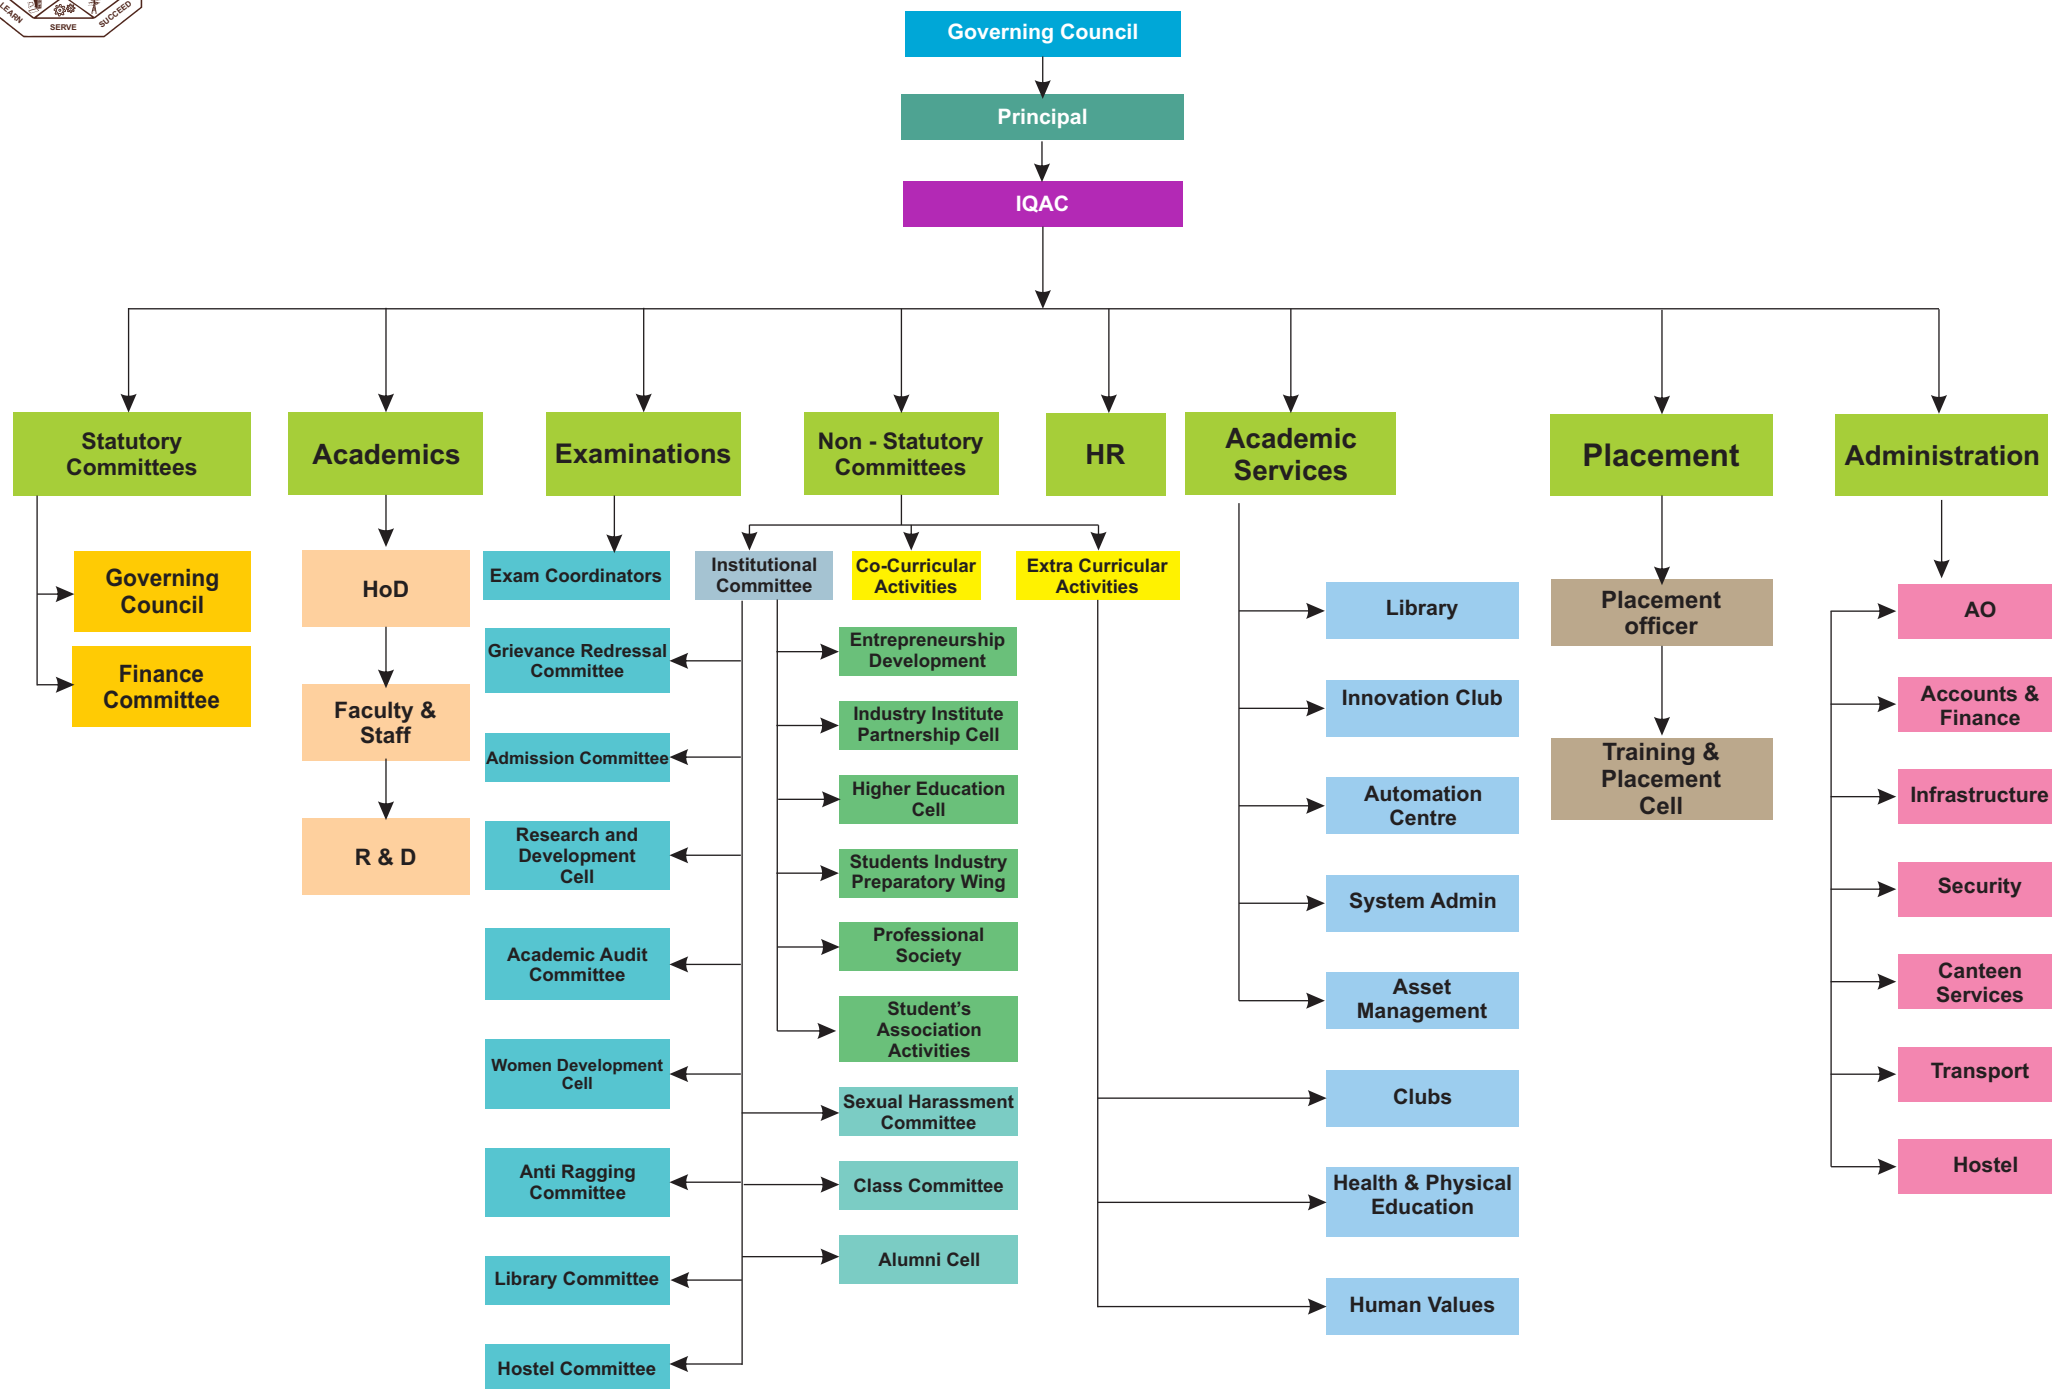 LEARN
SERVE
SUCCEED
Governing Council
Principal
IQAC
Statutory
Committees
Academics
Examinations
Non - Statutory
Committees
HR
Academic
Services
Placement
Administration
Governing
Council
Finance
Committee
HoD
Faculty &
Staff
R & D
Exam Coordinators
Grievance Redressal
Committee
Admission Committee
Research and
Development
Cell
Academic Audit
Committee
Women Development
Cell
Anti Ragging
Committee
Library Committee
Hostel Committee
Institutional
Committee
Co-Curricular
Activities
Extra Curricular
Activities
Entrepreneurship
Development
Industry Institute
Partnership Cell
Higher Education
Cell
Students Industry
Preparatory Wing
Professional
Society
Student’s
Association
Activities
Sexual Harassment
Committee
Class Committee
Alumni Cell
Library
Innovation Club
Automation
Centre
System Admin
Asset
Management
Clubs
Health & Physical
Education
Human Values
Placement
officer
Training &
Placement
Cell
AO
Accounts &
Finance
Infrastructure
Security
Canteen
Services
Transport
Hostel